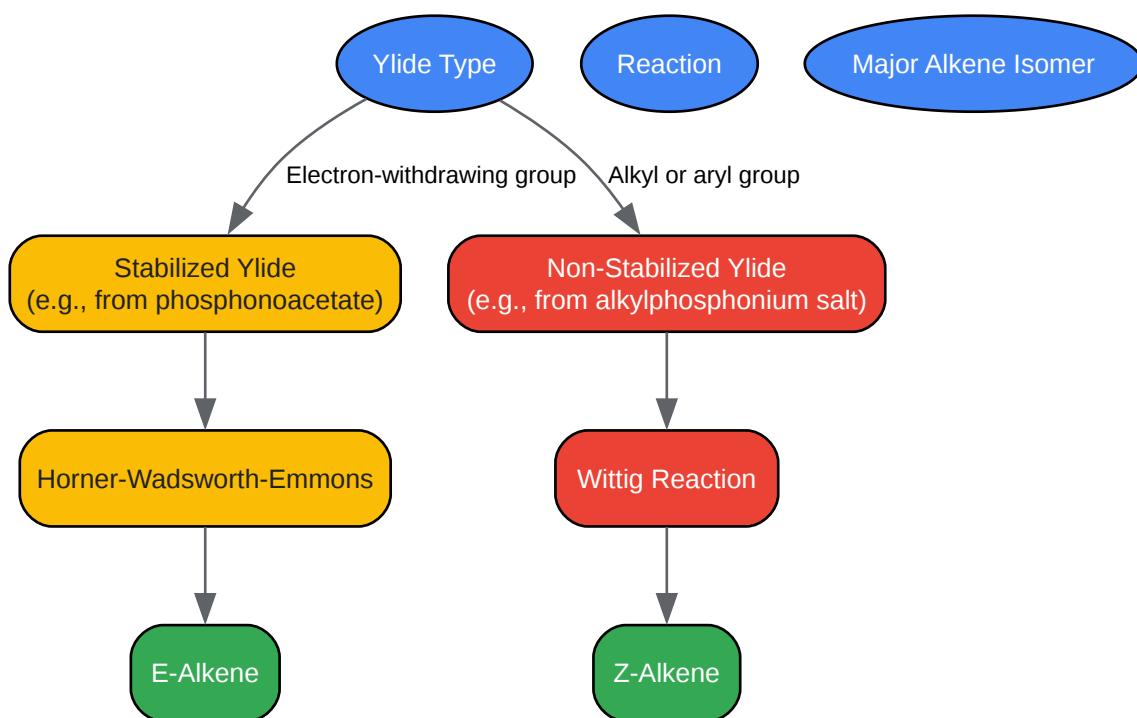 Ylide Type
Reaction
Major Alkene Isomer
Electron-withdrawing group
Alkyl or aryl group
Stabilized Ylide
(e.g., from phosphonoacetate)
Non-Stabilized Ylide
(e.g., from alkylphosphonium salt)
Horner-Wadsworth-Emmons
Wittig Reaction
E-Alkene
Z-Alkene